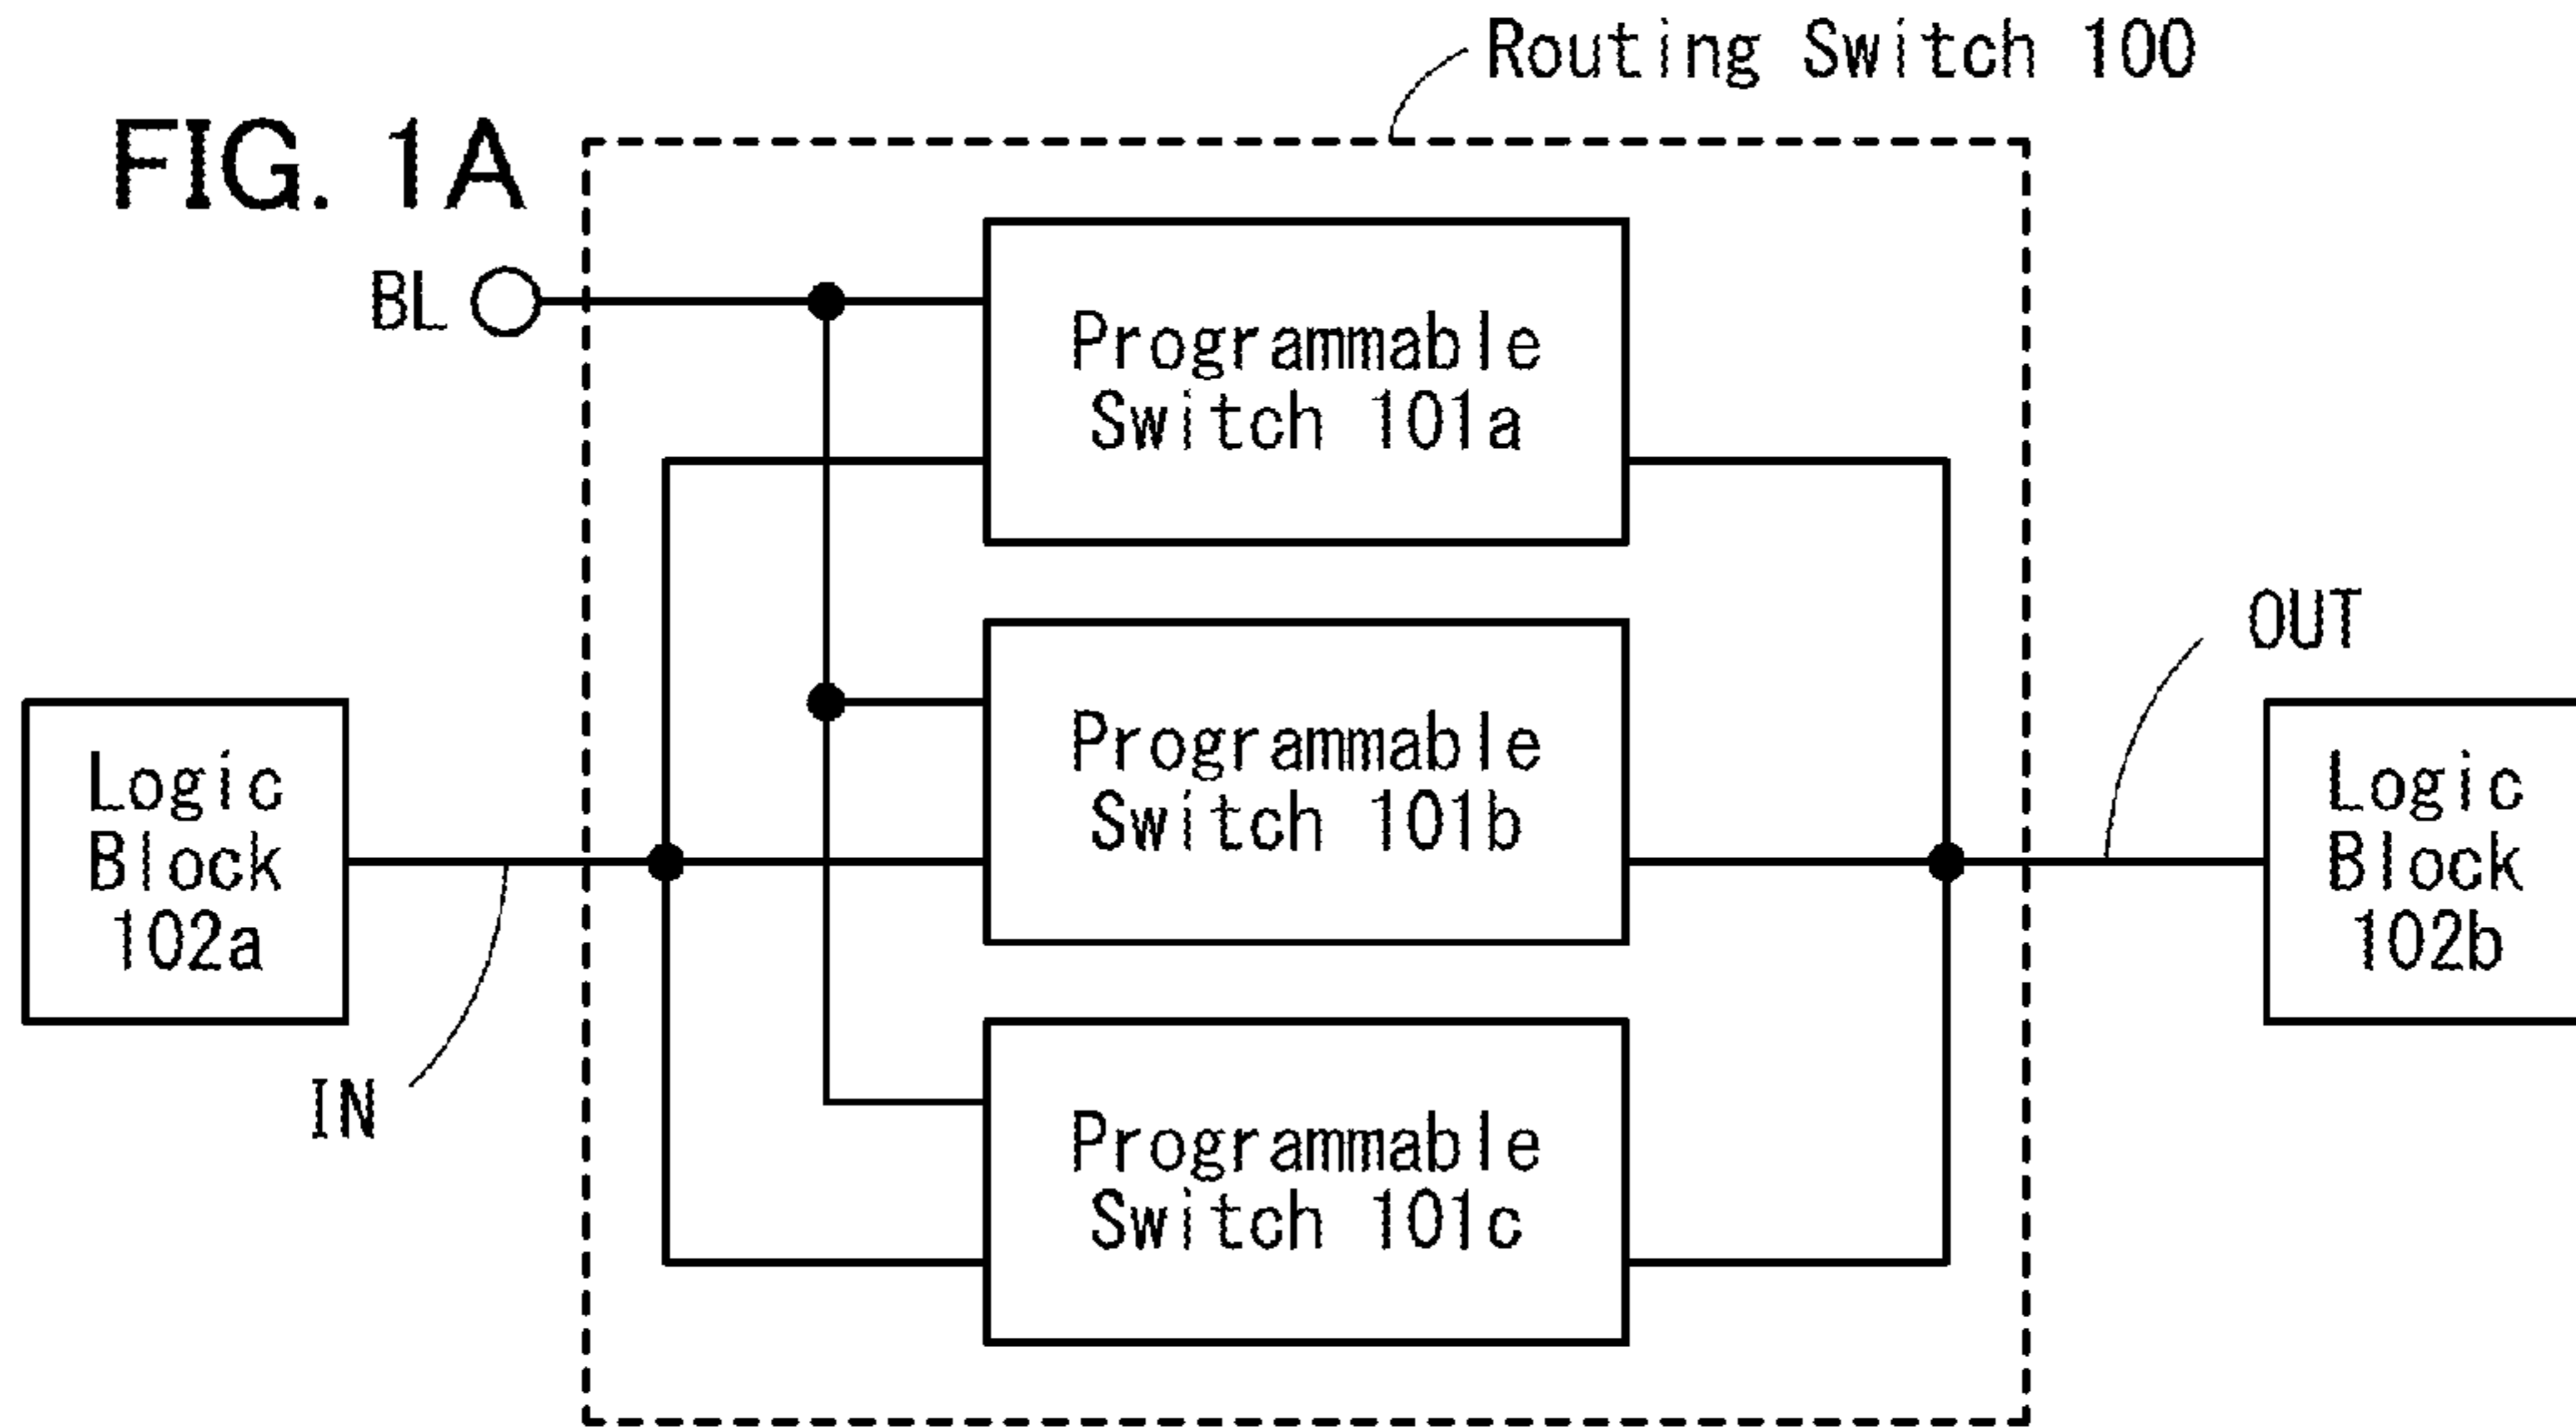 Routing Switch 100
FIG. 1A
BL
Programmable
Switch 101a
OUT
Programmable
Switch 101b
Logic
Block
102a
Logic
Block
102b
IN
Programmable
Switch 101c